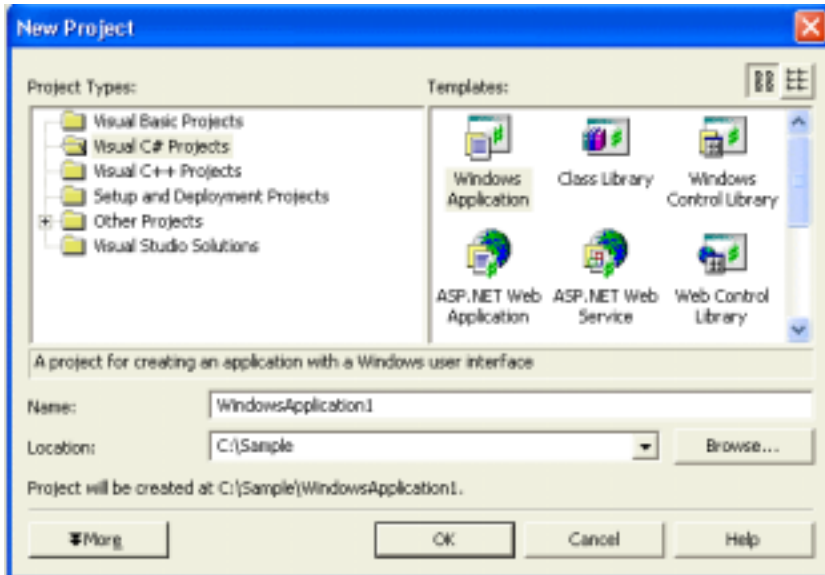 New Project
Project Types:
Templates:
Visual Basic Projects
Visual C# Projects
Visual C++ Projects
Setup and Deployment Projects
Other Projects
Visual Studio Solutions
Windows Application
Class Library
Windows Control Library
ASP.NET Web Application
ASP.NET Web Service
Web Control Library
A project for creating an application with a Windows user interface
Name:
WindowsApplication1
Location:
C:\Sample
Browse...
Project will be created at C:\Sample\WindowsApplication1.
More
OK
Cancel
Help